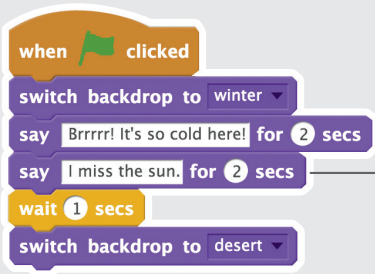 when clicked
switch backdrop to winter
say Brrrrr! It's so cold here! for 2 secs
say I miss the sun. for 2 secs
wait 1 secs
switch backdrop to desert